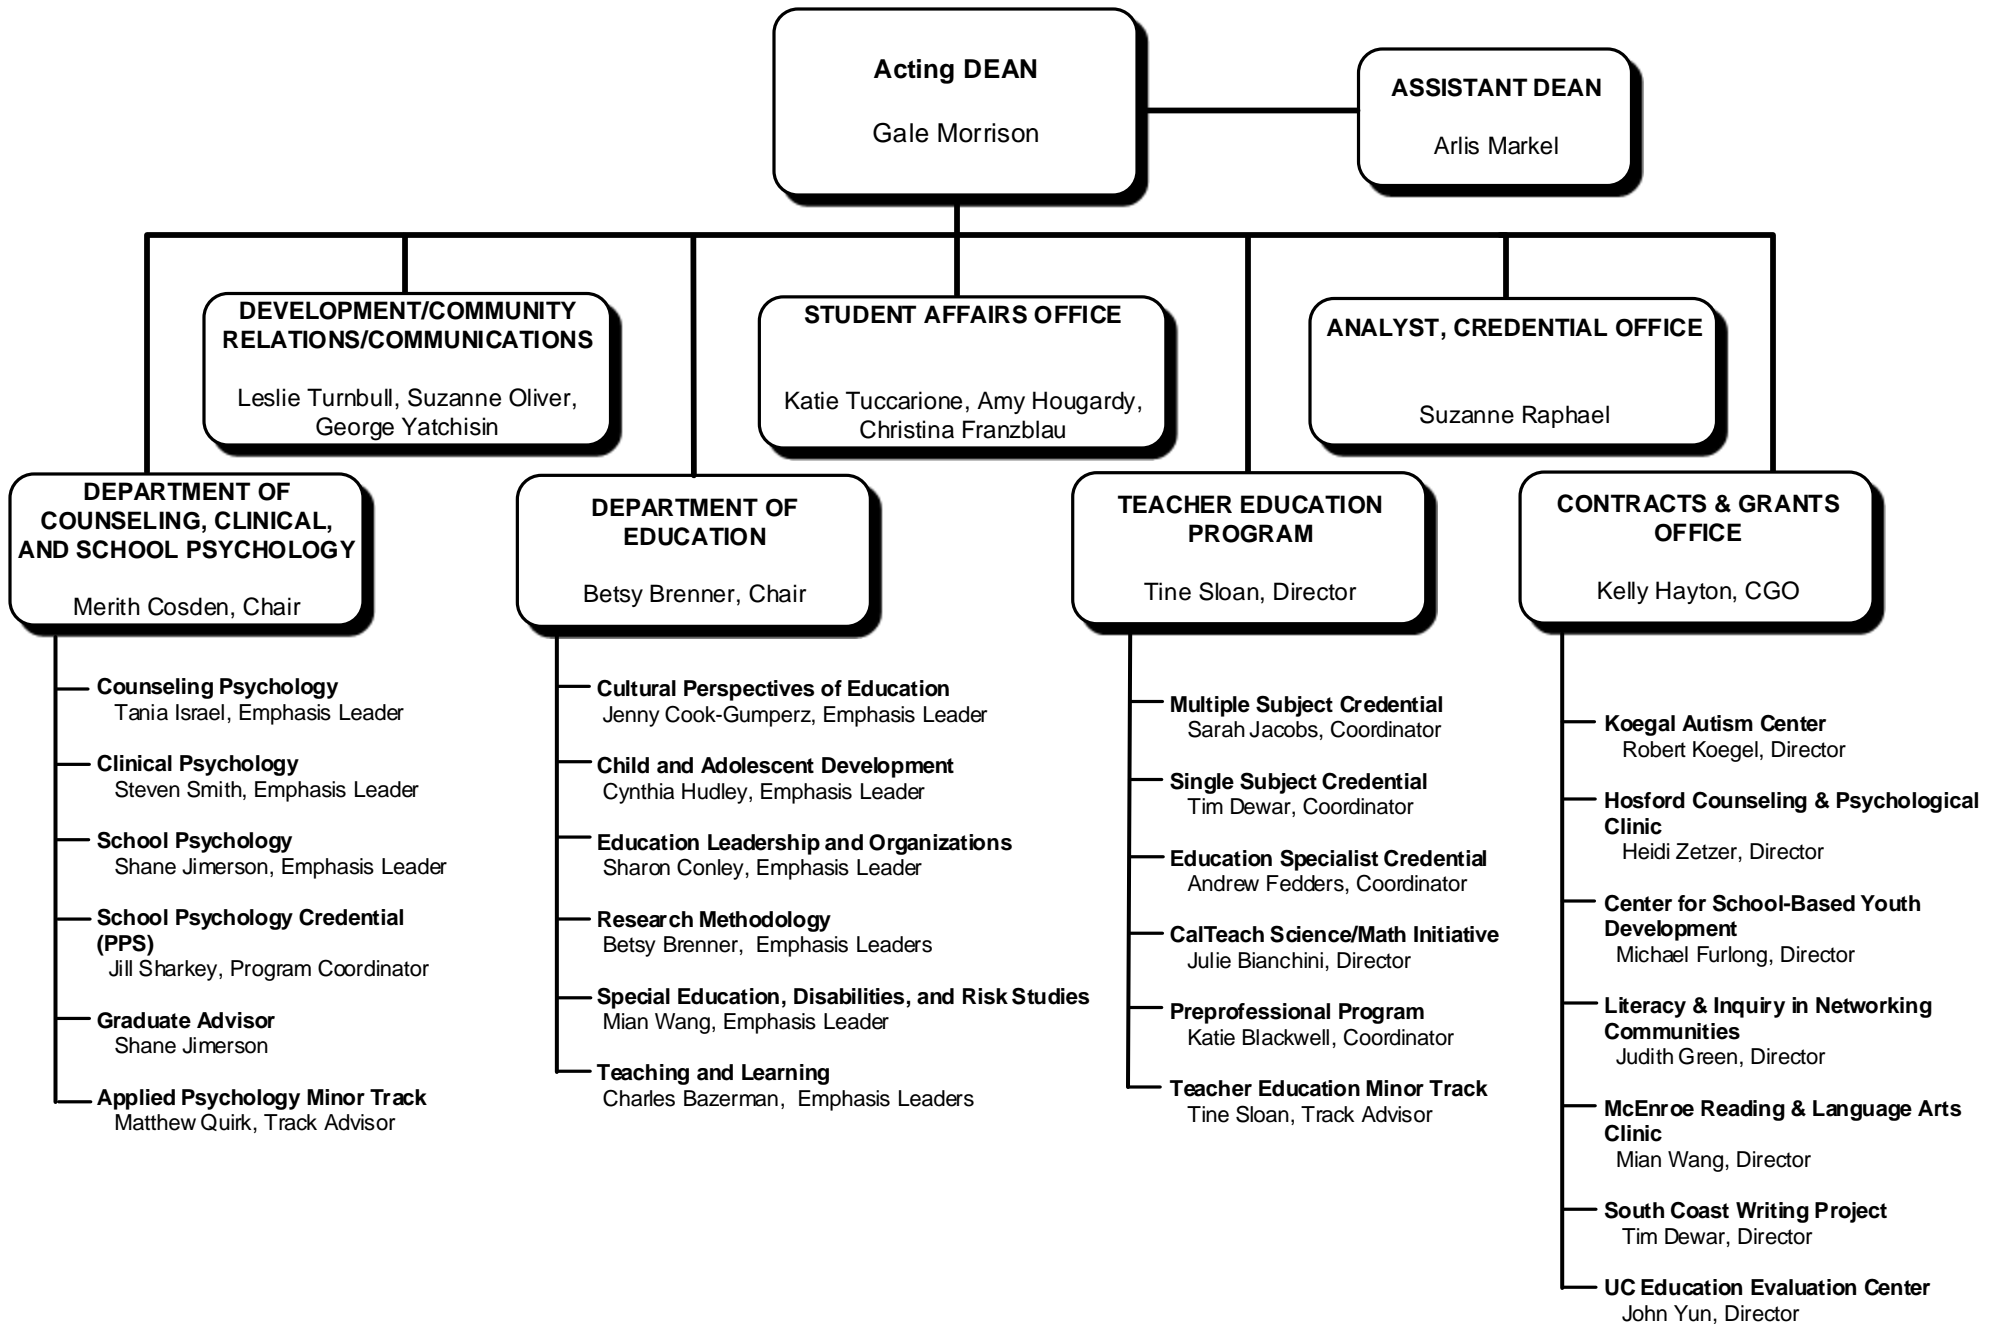 Acting DEAN
Gale Morrison
ASSISTANT DEAN
Arlis Markel
DEVELOPMENT/COMMUNITY
RELATIONS/COMMUNICATIONS
Leslie Turnbull, Suzanne Oliver,
George Yatchisin
STUDENT AFFAIRS OFFICE
Katie Tuccarione, Amy Hougardy,
Christina Franzblau
ANALYST, CREDENTIAL OFFICE
Suzanne Raphael
DEPARTMENT OF
COUNSELING, CLINICAL,
AND SCHOOL PSYCHOLOGY
Merith Cosden, Chair
Counseling Psychology
Tania Israel, Emphasis Leader
Clinical Psychology
Steven Smith, Emphasis Leader
School Psychology
Shane Jimerson, Emphasis Leader
School Psychology Credential
(PPS)
Jill Sharkey, Program Coordinator
Graduate Advisor
Shane Jimerson
Applied Psychology Minor Track
Matthew Quirk, Track Advisor
DEPARTMENT OF
EDUCATION
Betsy Brenner, Chair
Cultural Perspectives of Education
Jenny Cook-Gumperz, Emphasis Leader
Child and Adolescent Development
Cynthia Hudley, Emphasis Leader
Education Leadership and Organizations
Sharon Conley, Emphasis Leader
Research Methodology
Betsy Brenner, Emphasis Leaders
Special Education, Disabilities, and Risk Studies
Mian Wang, Emphasis Leader
Teaching and Learning
Charles Bazerman, Emphasis Leaders
TEACHER EDUCATION
PROGRAM
Tine Sloan, Director
Multiple Subject Credential
Sarah Jacobs, Coordinator
Single Subject Credential
Tim Dewar, Coordinator
Education Specialist Credential
Andrew Fedders, Coordinator
CalTeach Science/Math Initiative
Julie Bianchini, Director
Preprofessional Program
Katie Blackwell, Coordinator
Teacher Education Minor Track
Tine Sloan, Track Advisor
CONTRACTS & GRANTS
OFFICE
Kelly Hayton, CGO
Koegal Autism Center
Robert Koegel, Director
Hosford Counseling & Psychological
Clinic
Heidi Zetzer, Director
Center for School-Based Youth
Development
Michael Furlong, Director
Literacy & Inquiry in Networking
Communities
Judith Green, Director
McEnroe Reading & Language Arts
Clinic
Mian Wang, Director
South Coast Writing Project
Tim Dewar, Director
UC Education Evaluation Center
John Yun, Director